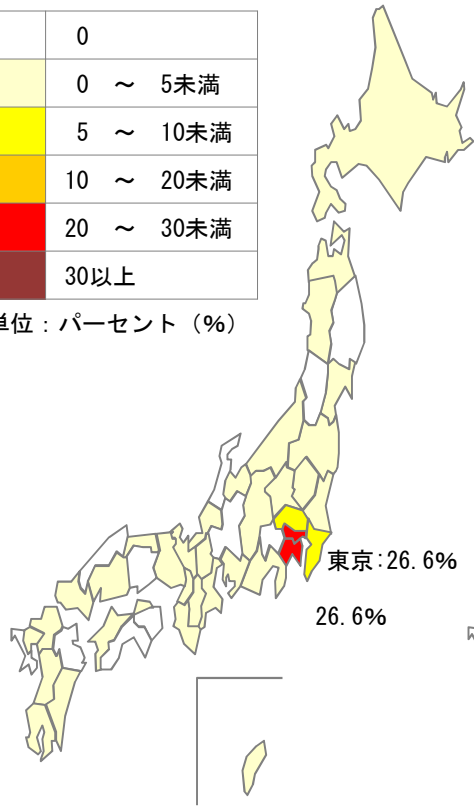 0
0 ～ 5未満
5 ～ 10未満
10 ～ 20未満
20 ～ 30未満
30以上
単位：パーセント（%）
東京:26.6%
26.6%